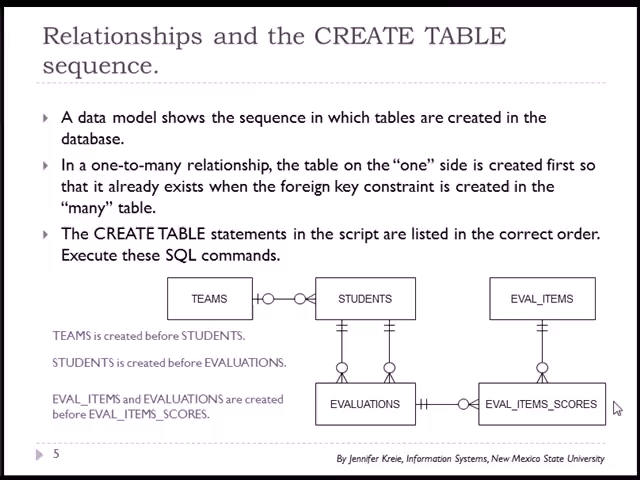 Relationships and the CREATE TABLE
sequence.
A data model shows the sequence in which tables are created in the
database.
In a one-to-many relationship, the table on the “one” side is created first so
that it already exists when the foreign key constraint is created in the
“many” table.
The CREATE TABLE statements in the script are listed in the correct order.
Execute these SQL commands.
TEAMS
STUDENTS
EVAL_ITEMS
TEAMS is created before STUDENTS.
STUDENTS is created before EVALUATIONS.
EVAL_ITEMS and EVALUATIONS are created
before EVAL_ITEMS_SCORES.
EVALUATIONS
EVAL_ITEMS_SCORES
5
By Jennifer Kreie, Information Systems, New Mexico State University